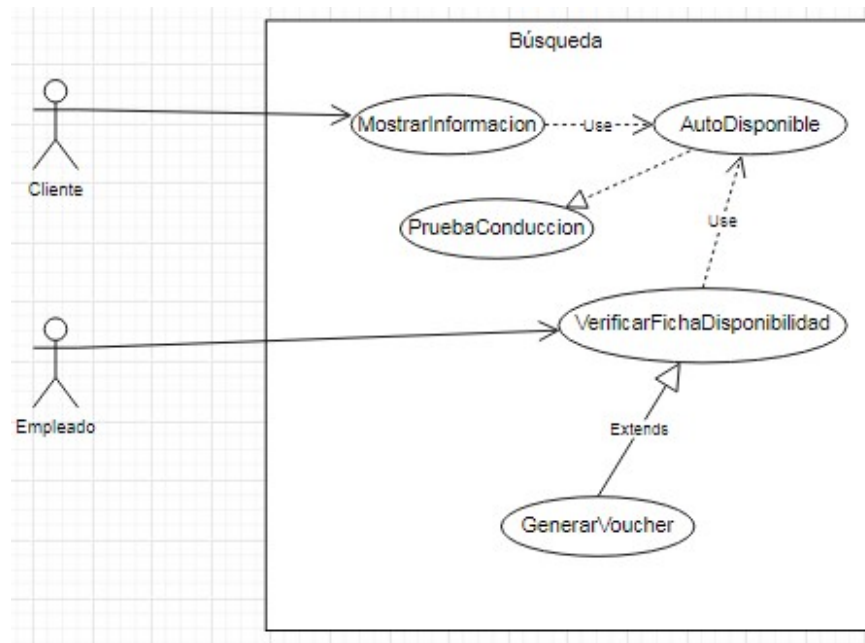 Búsqueda
MostrarInformacion
Use
AutoDisponible
Cliente
PruebaConduccion
Use
VerificarFichaDisponibilidad
Empleado
Extends
GenerarVoucher